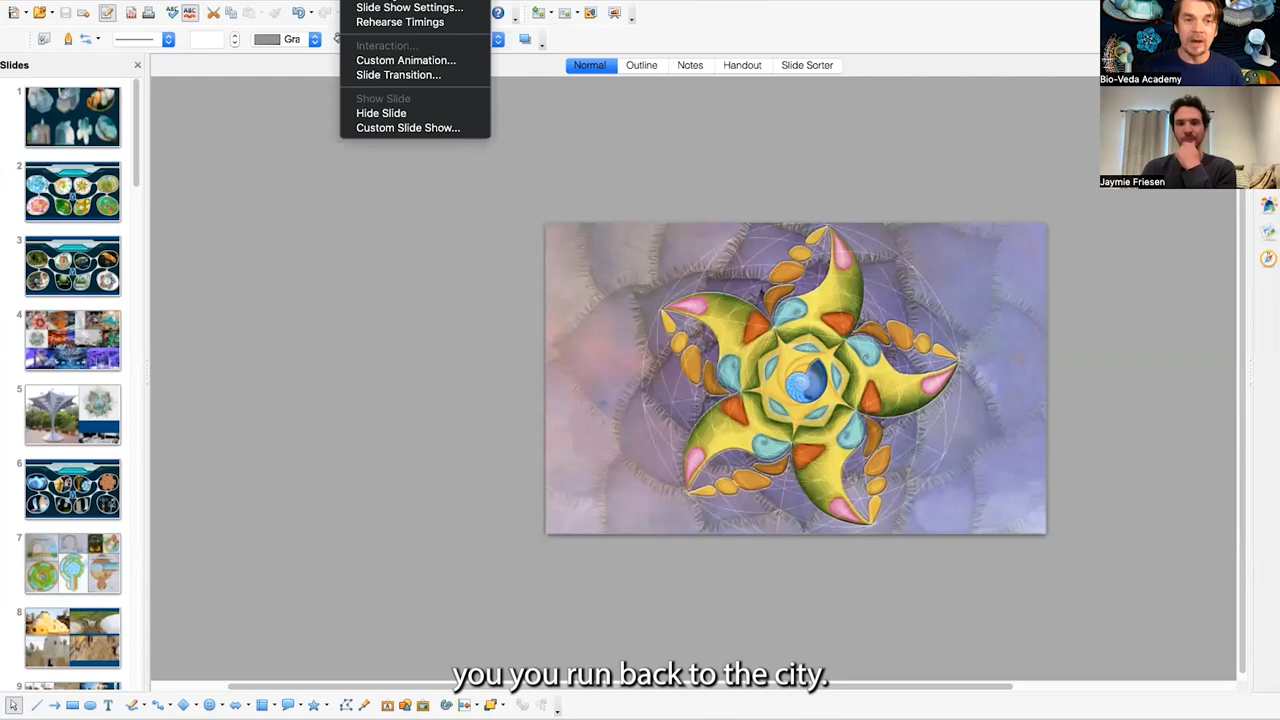 Slide Show Settings...
Rehearse Timings
Gra
Interaction...
Custom Animation...
Slide Transition...
Show Slide
Hide Slide
Custom Slide Show...
Slides
Normal
Outline
Notes
Handout
Slide Sorter
Bio-Veda Academy
Jaymie Friesen
1
2
3
4
5
6
7
8
9
you you run back to the city.